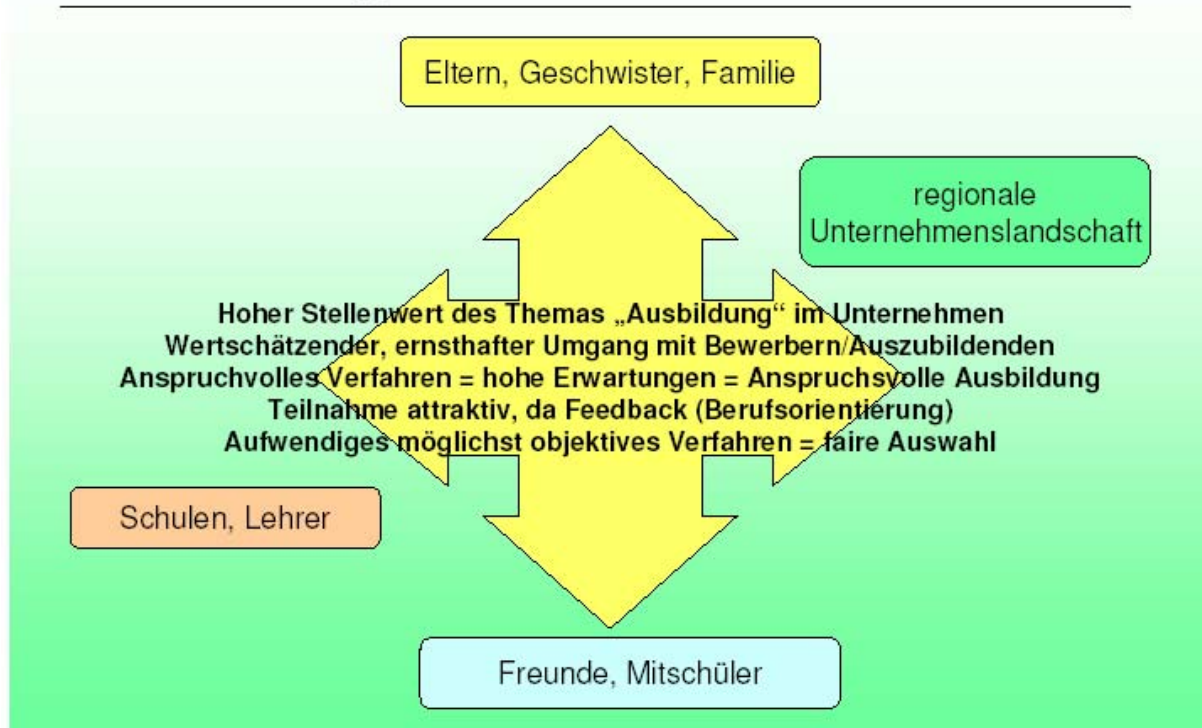 Eltern, Geschwister, Familie
regionale
Unternehmenslandschaft
Hoher Stellenwert des Themas „Ausbildung“ im Unternehmen
Wertschätzender, ernsthafter Umgang mit Bewerbern/Auszubildenden
Anspruchvolles Verfahren = hohe Erwartungen = Anspruchsvolle Ausbildung
Teilnahme attraktiv, da Feedback (Berufsorientierung)
Aufwendiges möglichst objektives Verfahren = faire Auswahl
Schulen, Lehrer
Freunde, Mitschüler